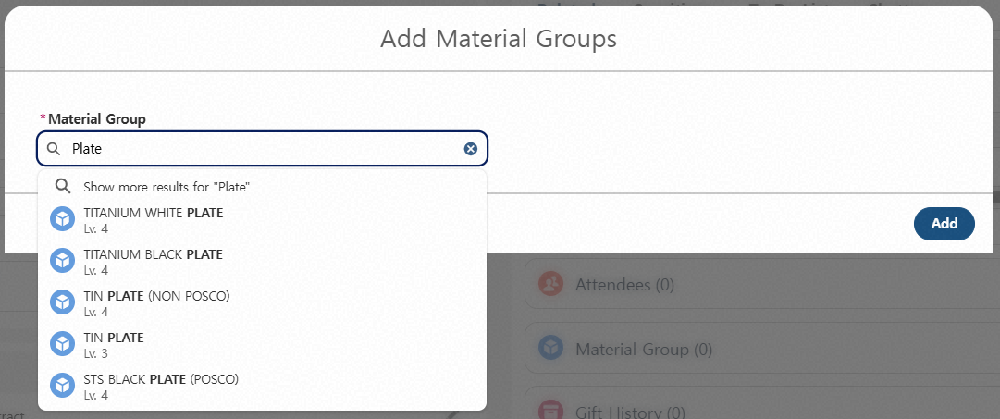 Add Material Groups
*Material Group
Plate
Show more results for "Plate"
TITANIUM WHITE PLATE
Lv. 4
TITANIUM BLACK PLATE
Lv. 4
TIN PLATE (NON POSCO)
Lv. 4
TIN PLATE
Lv. 3
STS BLACK PLATE (POSCO)
Lv. 4
Add
Attendees (0)
Material Group (0)
Gift History (0)